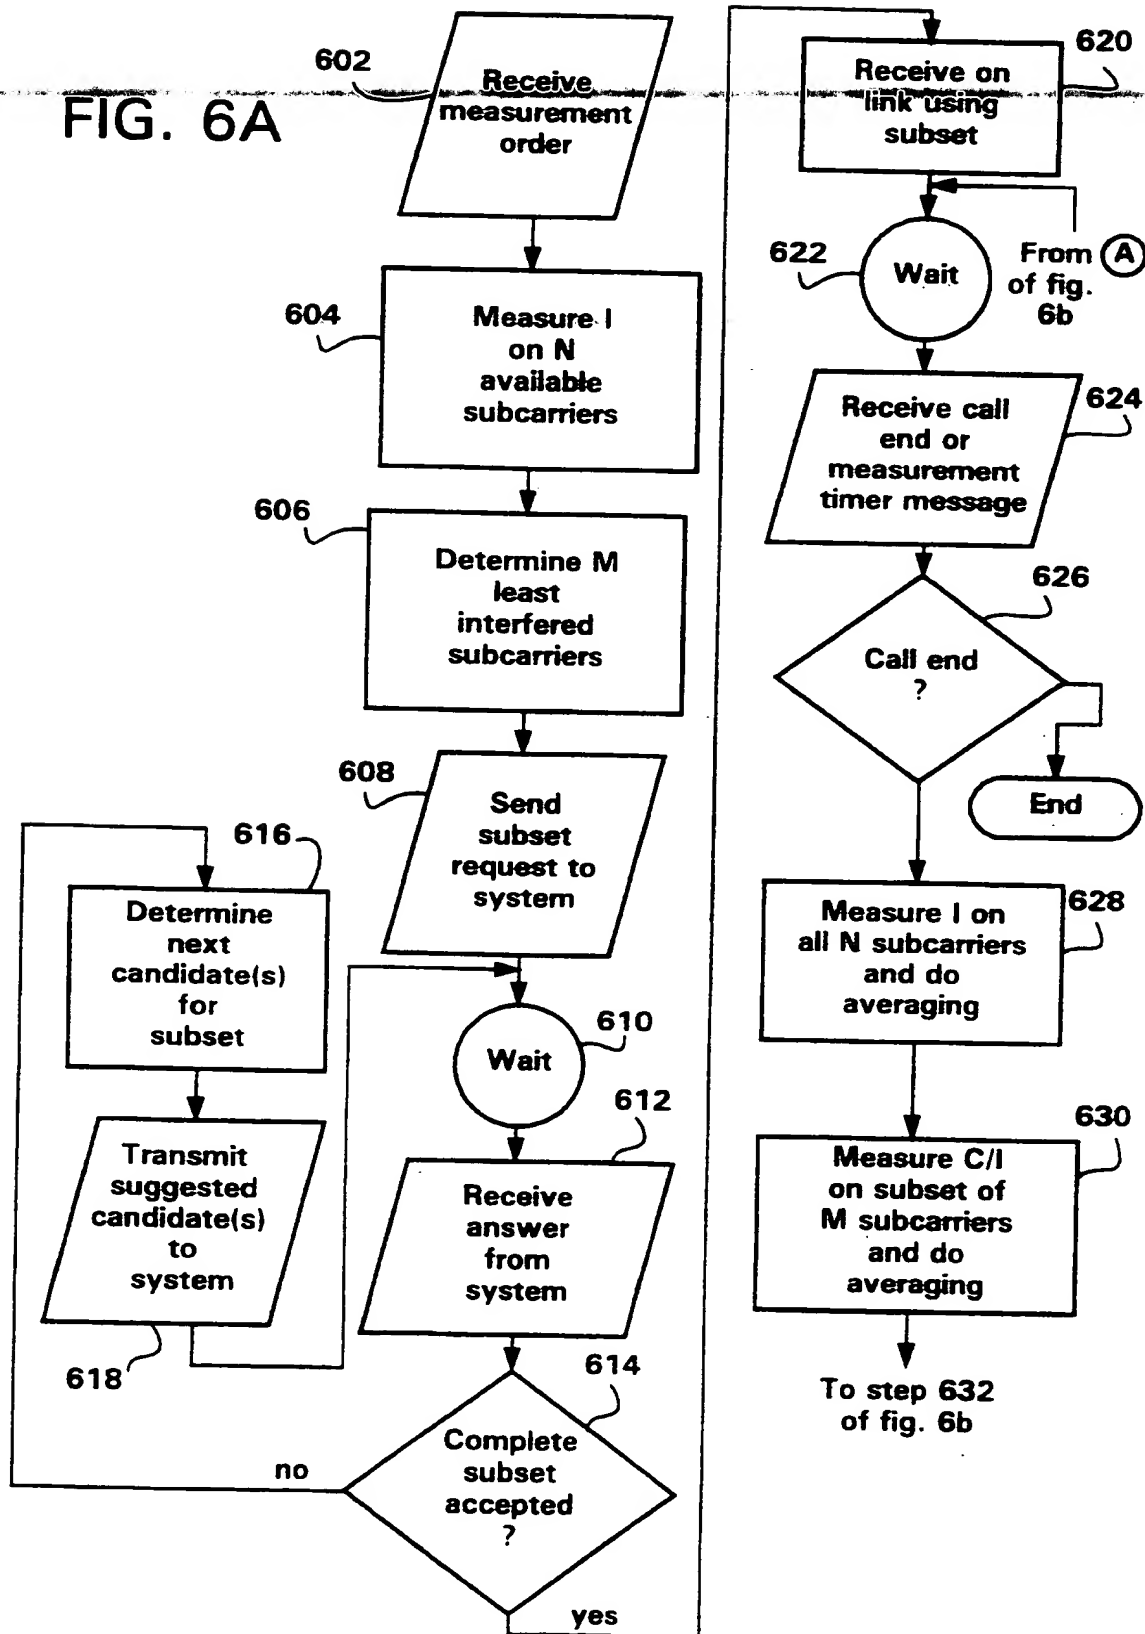 FIG. 6A
602
Receive
measurement
order
604
Measure I
on N
available
subcarriers
606
Determine M
least
interfered
subcarriers
608
Send
subset
request to
system
616
Determine
next
candidate(s)
for
subset
610
Wait
612
Transmit
suggested
candidate(s)
to
system
618
Receive
answer
from
system
614
Complete
subset
accepted
?
no
yes
620
Receive on
link using
subset
622
Wait
From A
of fig.
6b
624
Receive call
end or
measurement
timer message
626
Call end
?
End
628
Measure I on
all N subcarriers
and do
averaging
630
Measure C/I
on subset of
M subcarriers
and do
averaging
To step 632
of fig. 6b